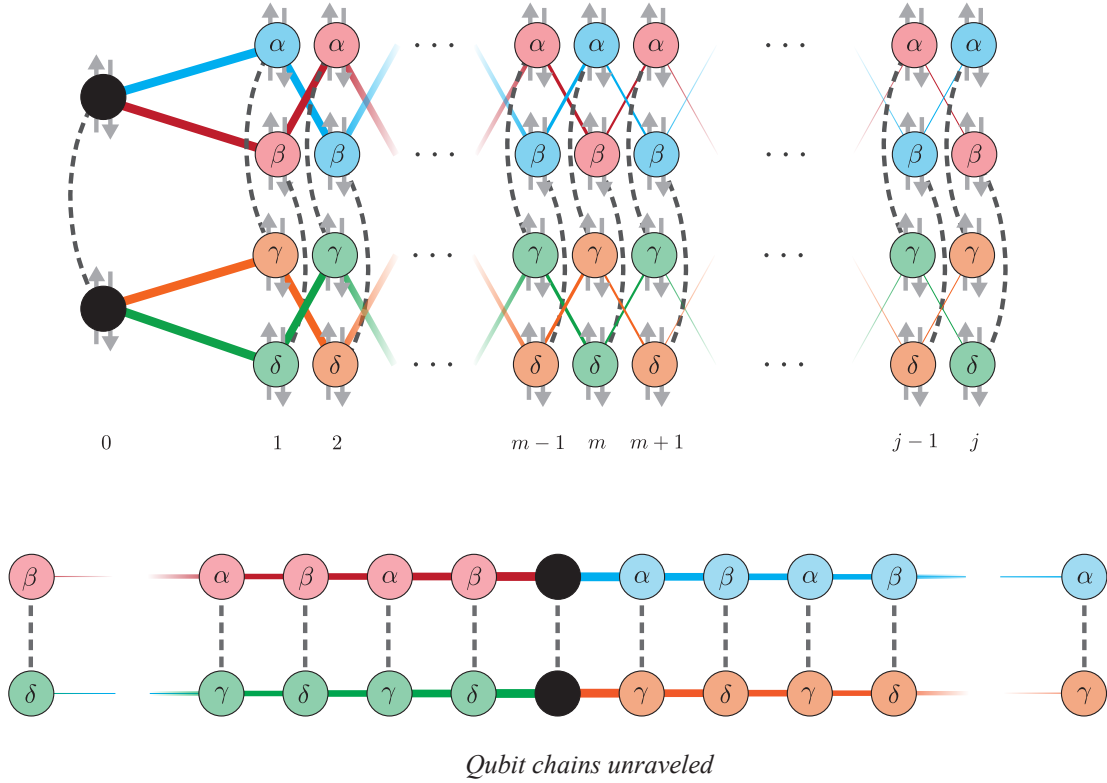 α α · · · α α α · · · α α
β β · · · β β β · · · β β
γ γ · · · γ γ γ · · · γ γ
δ δ · · · δ δ δ · · · δ δ
0 1 2 m − 1 m m + 1 j − 1 j
β α β α β α β α β α
δ γ δ γ δ γ δ γ δ γ
Qubit chains unraveled